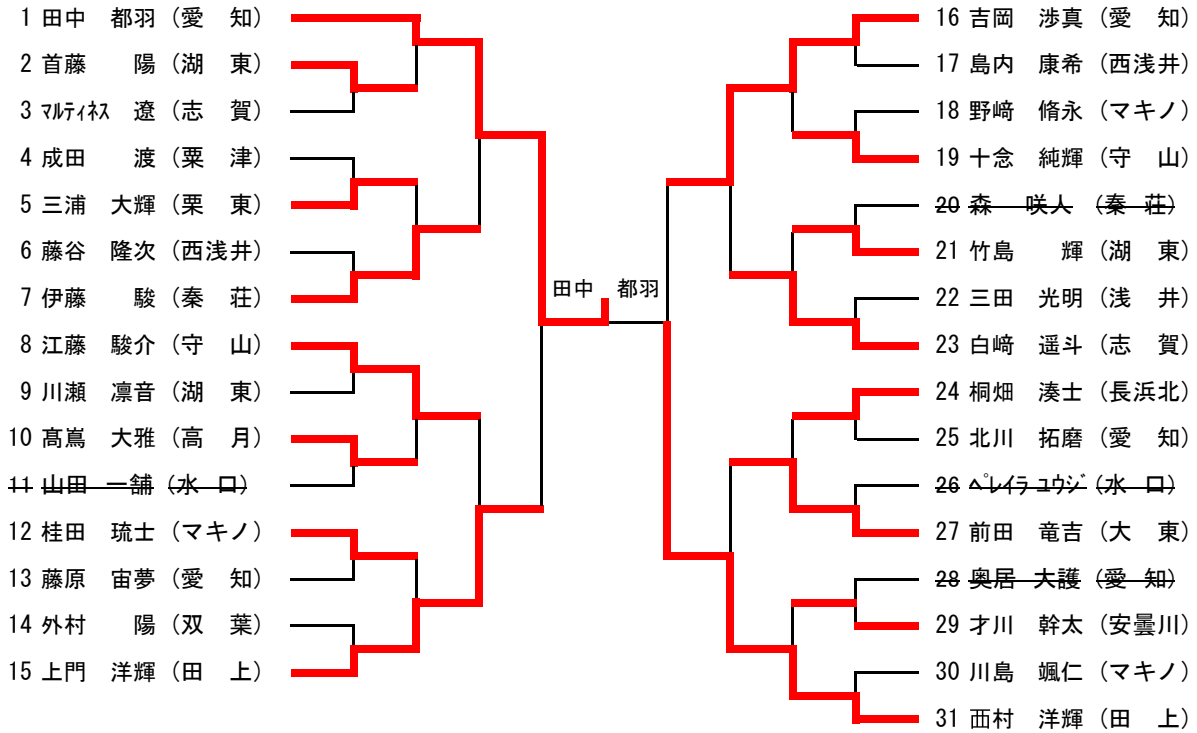 1 田中 都羽 (愛 知)
2 首藤 陽 (湖 東)
3 マルティネス 遼 (志 賀)
4 成田 渡 (粟 津)
5 三浦 大輝 (栗 東)
6 藤谷 隆次 (西浅井)
7 伊藤 駿 (秦 荘)
8 江藤 駿介 (守 山)
9 川瀬 凛音 (湖 東)
10 髙嶌 大雅 (高 月)
11 山田 一舗 (水 口)
12 桂田 琉士 (マキノ)
13 藤原 宙夢 (愛 知)
14 外村 陽 (双 葉)
15 上門 洋輝 (田 上)
田中 都羽
16 吉岡 渉真 (愛 知)
17 島内 康希 (西浅井)
18 野﨑 脩永 (マキノ)
19 十念 純輝 (守 山)
20 森 咲人 (秦 荘)
21 竹島 輝 (湖 東)
22 三田 光明 (浅 井)
23 白﨑 遥斗 (志 賀)
24 桐畑 湊士 (長浜北)
25 北川 拓磨 (愛 知)
26 ペレイラ ユウジ (水 口)
27 前田 竜吉 (大 東)
28 奥居 大護 (愛 知)
29 才川 幹太 (安曇川)
30 川島 颯仁 (マキノ)
31 西村 洋輝 (田 上)